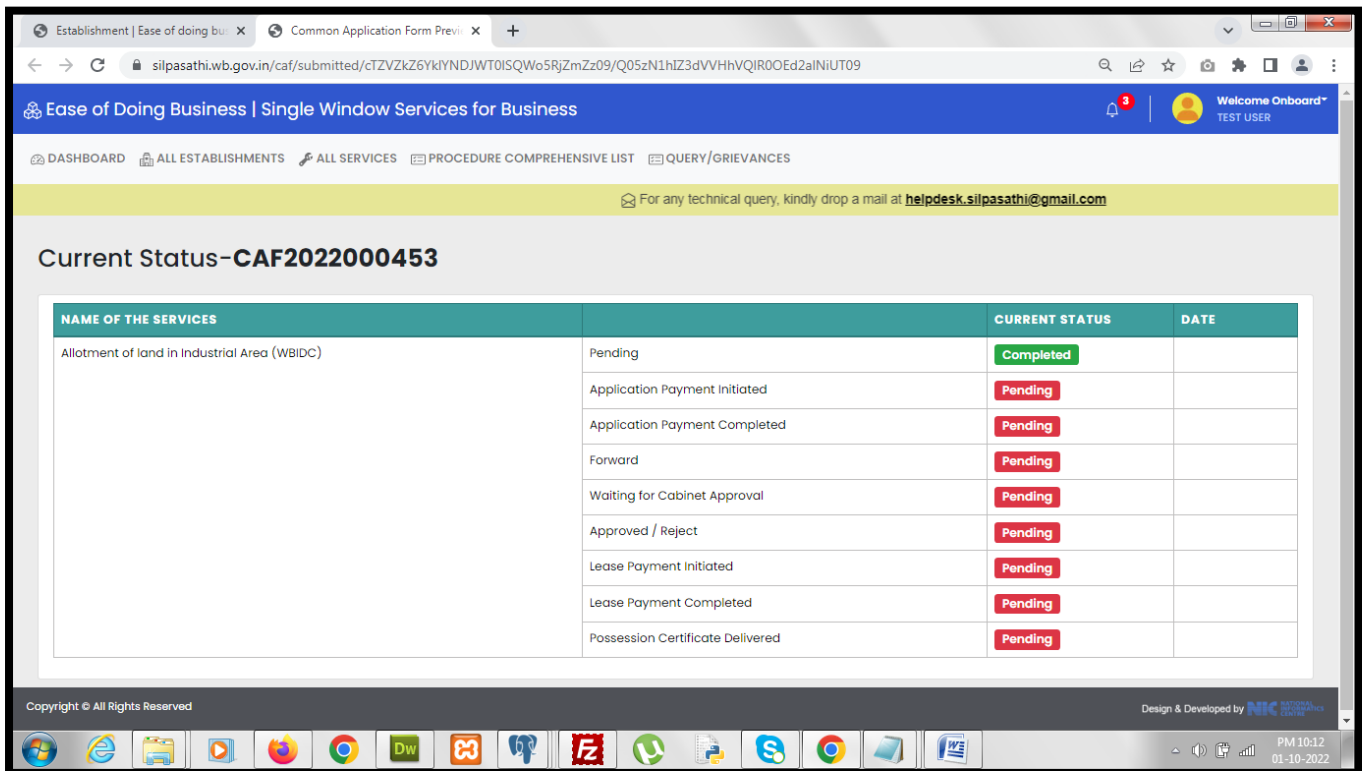 Establishment | Ease of doing bu
Common Application Form Previ
silpasathi.wb.gov.in/caf/submitted/cTZVZkZ6YklYNDJWT0lSQWo5RjZmZz09/Q05zN1hIZ3dVVHhVQlR0OEd2alNiUT09
Ease of Doing Business | Single Window Services for Business
3
Welcome Onboard
TEST USER
DASHBOARD ALL ESTABLISHMENTS ALL SERVICES PROCEDURE COMPREHENSIVE LIST QUERY/GRIEVANCES
For any technical query, kindly drop a mail at helpdesk.silpasathi@gmail.com
Current Status-CAF2022000453
NAME OF THE SERVICES CURRENT STATUS DATE
Allotment of land in Industrial Area (WBIDC) Pending Completed
Application Payment Initiated Pending
Application Payment Completed Pending
Forward Pending
Waiting for Cabinet Approval Pending
Approved / Reject Pending
Lease Payment Initiated Pending
Lease Payment Completed Pending
Possession Certificate Delivered Pending
Copyright © All Rights Reserved
Design & Developed by NIC NATIONAL INFORMATICS CENTRE
Dw
PM 10:12
01-10-2022